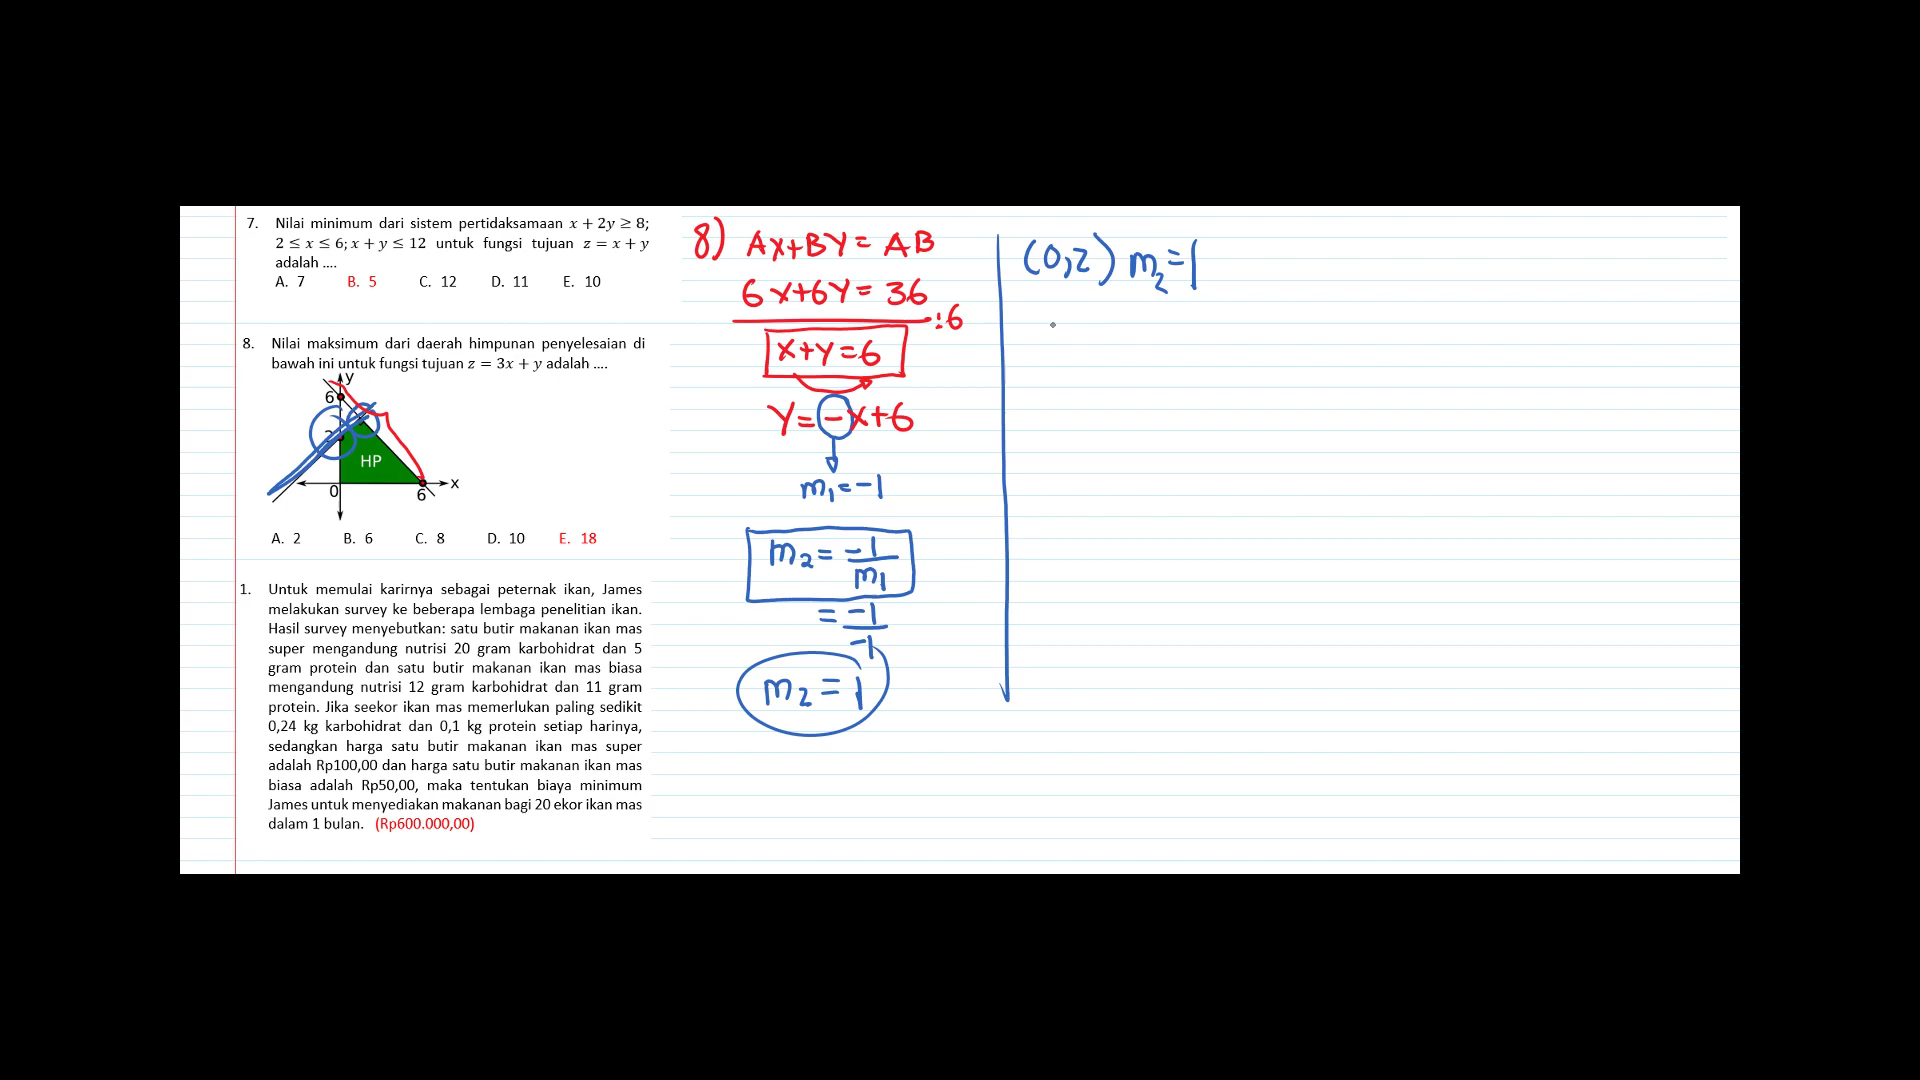 7. Nilai minimum dari sistem pertidaksamaan x + 2y ≥ 8;
2 ≤ x ≤ 6; x + y ≤ 12 untuk fungsi tujuan z = x + y
adalah ....
A. 7 B. 5 C. 12 D. 11 E. 10
8. Nilai maksimum dari daerah himpunan penyelesaian di
bawah ini untuk fungsi tujuan z = 3x + y adalah ....
y
6
HP
0
6
x
A. 2 B. 6 C. 8 D. 10 E. 18
1. Untuk memulai karirnya sebagai peternak ikan, James
melakukan survey ke beberapa lembaga penelitian ikan.
Hasil survey menyebutkan: satu butir makanan ikan mas
super mengandung nutrisi 20 gram karbohidrat dan 5
gram protein dan satu butir makanan ikan mas biasa
mengandung nutrisi 12 gram karbohidrat dan 11 gram
protein. Jika seekor ikan mas memerlukan paling sedikit
0,24 kg karbohidrat dan 0,1 kg protein setiap harinya,
sedangkan harga satu butir makanan ikan mas super
adalah Rp100,00 dan harga satu butir makanan ikan mas
biasa adalah Rp50,00, maka tentukan biaya minimum
James untuk menyediakan makanan bagi 20 ekor ikan mas
dalam 1 bulan. (Rp600.000,00)
8) AX+BY = AB
6X+6Y = 36
:6
X+Y=6
Y=-X+6
m₁=-1
m₂=-1/m₁
=-1/-1
m₂=1
(0,2) m₂=1